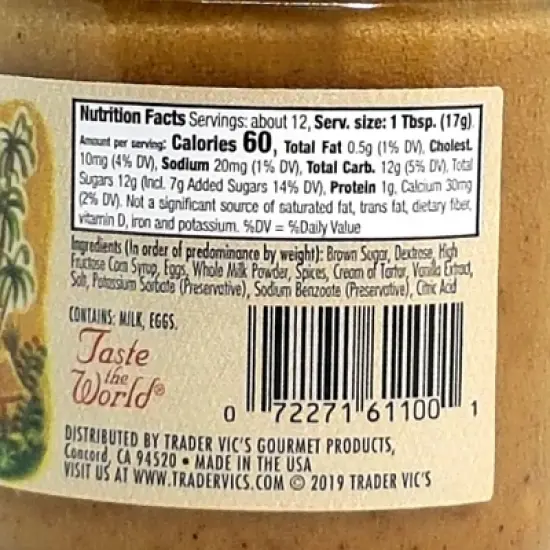 Nutrition Facts Servings: about 12, Serv. size: 1 Tbsp. (17g),
Amount per serving: Calories 60, Total Fat 0.5g (1% DV), Cholest.
10mg (4% DV), Sodium 20mg (1% DV), Total Carb. 12g (5% DV), Total
Sugars 12g (Incl. 7g Added Sugars 14% DV), Protein 1g, Calcium 30mg
(2% DV). Not a significant source of saturated fat, trans fat, dietary fiber,
vitamin D, iron and potassium. %DV = %Daily Value
Ingredients (In order of predominance by weight): Brown Sugar, Dextrose, High
Fructose Corn Syrup, Eggs, Whole Milk Powder, Spices, Cream of Tartar, Vanilla Extract,
Salt, Potassium Sorbate (Preservative), Sodium Benzoate (Preservative), Citric Acid
CONTAINS: MILK, EGGS.
Taste
the
World®
0 72271 61100 1
DISTRIBUTED BY TRADER VIC'S GOURMET PRODUCTS,
Concord, CA 94520 • MADE IN THE USA
VISIT US AT WWW.TRADERVICS.COM © 2019 TRADER VIC'S